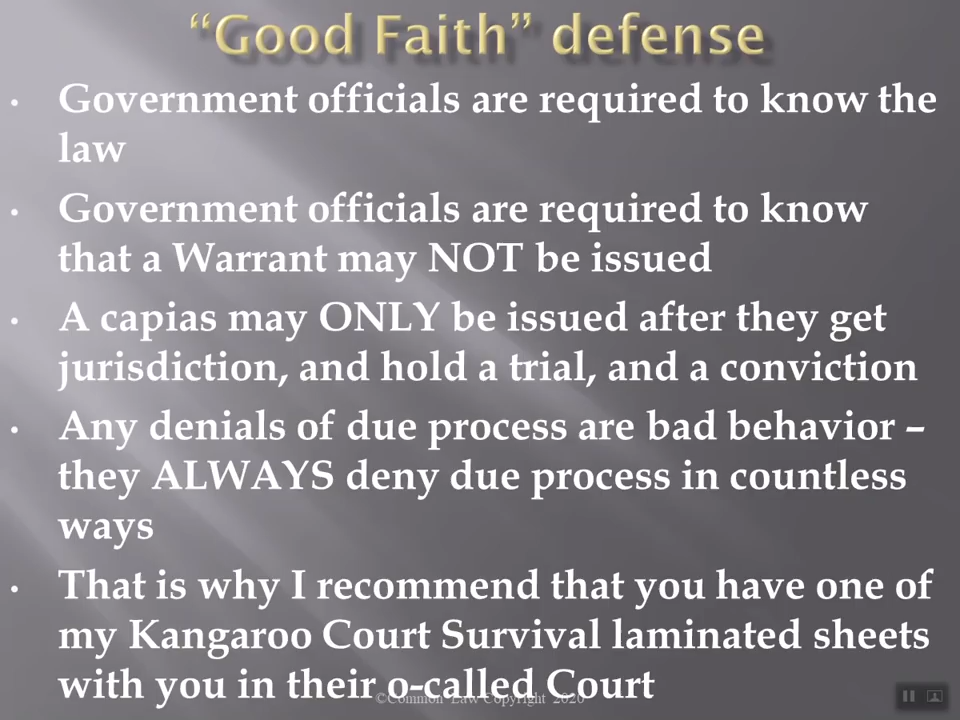 “Good Faith” defense
• Government officials are required to know the
law
• Government officials are required to know
that a Warrant may NOT be issued
• A capias may ONLY be issued after they get
jurisdiction, and hold a trial, and a conviction
• Any denials of due process are bad behavior –
they ALWAYS deny due process in countless
ways
• That is why I recommend that you have one of
my Kangaroo Court Survival laminated sheets
with you in their o-called Court
©Common Law Copyright 2020